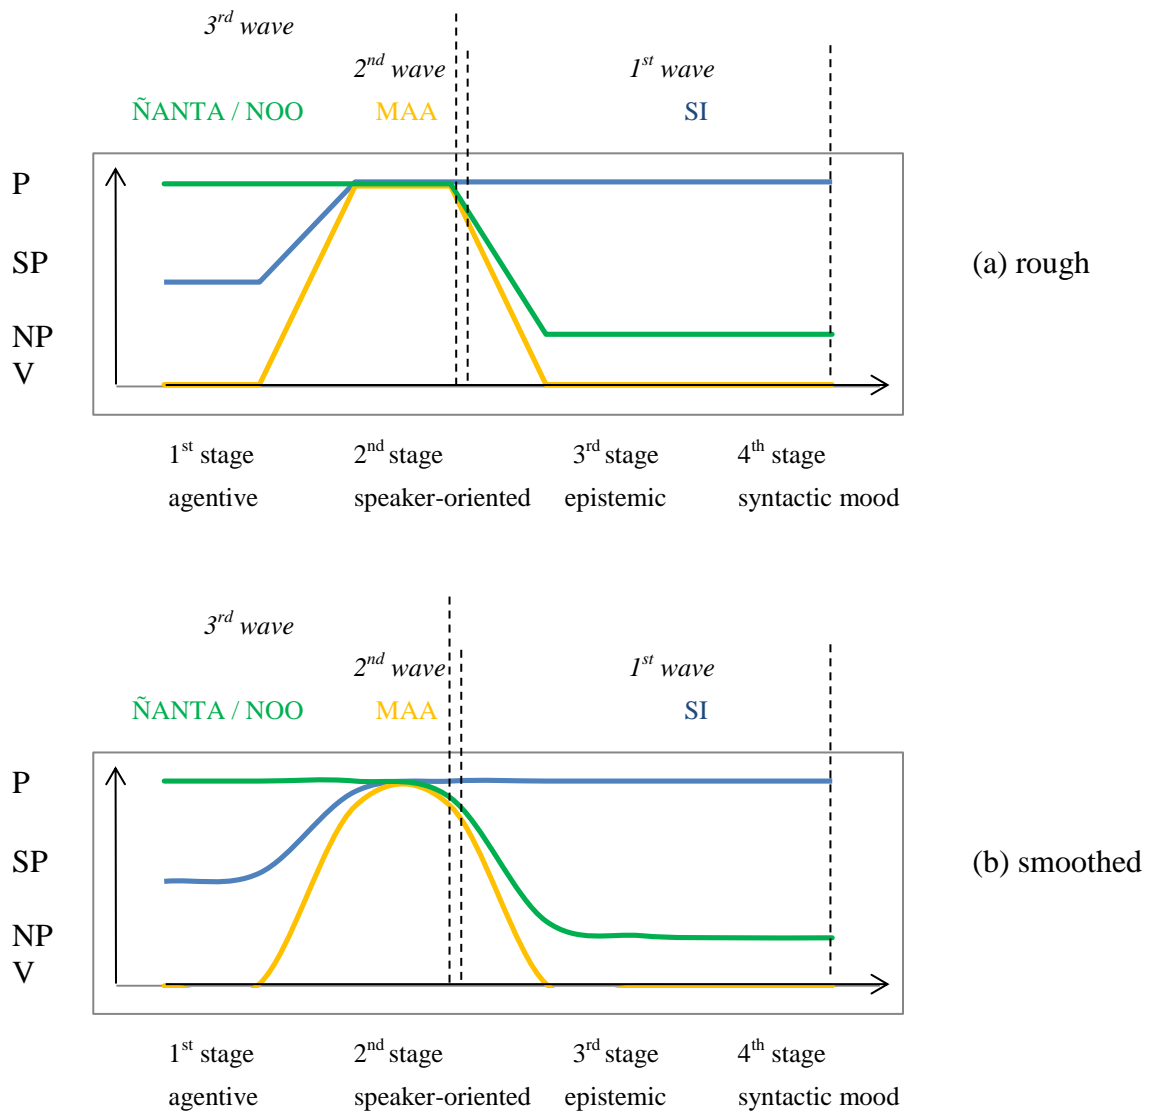 3rd wave
2nd wave 1st wave
ÑANTA / NOO MAA SI
P
SP
(a) rough
NP
V
1st stage 2nd stage 3rd stage 4th stage
agentive speaker-oriented epistemic syntactic mood
3rd wave
2nd wave 1st wave
ÑANTA / NOO MAA SI
P
SP
(b) smoothed
NP
V
1st stage 2nd stage 3rd stage 4th stage
agentive speaker-oriented epistemic syntactic mood